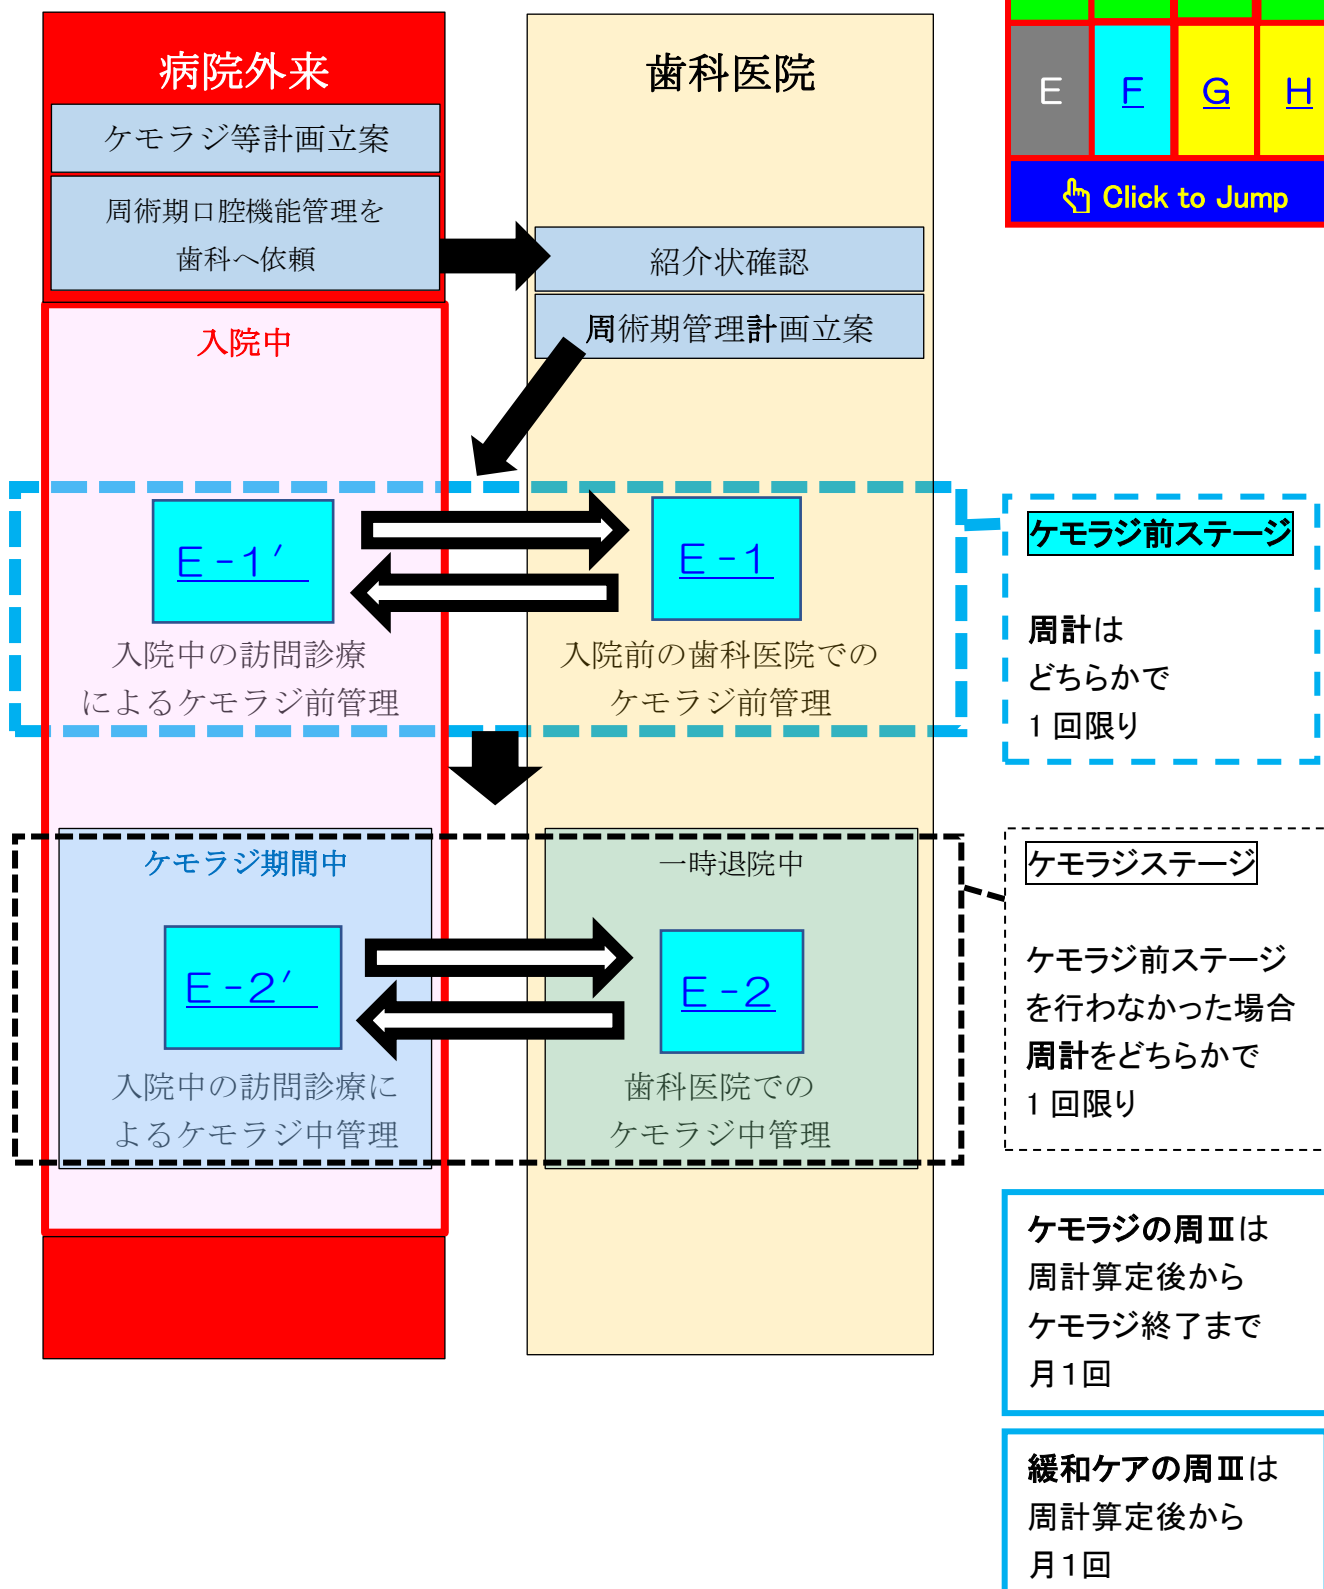 病院外来
ケモラジ等計画立案
周術期口腔機能管理を
歯科へ依頼
入院中
歯科医院
紹介状確認
周術期管理計画立案
E F G H
Click to Jump
E-1′
入院中の訪問診療
によるケモラジ前管理
E-1
入院前の歯科医院での
ケモラジ前管理
ケモラジ前ステージ
周計は
どちらかで
1回限り
ケモラジ期間中
E-2′
入院中の訪問診療に
よるケモラジ中管理
一時退院中
E-2
歯科医院での
ケモラジ中管理
ケモラジステージ
ケモラジ前ステージ
を行わなかった場合
周計をどちらかで
1回限り
ケモラジの周Ⅲは
周計算定後から
ケモラジ終了まで
月1回
緩和ケアの周Ⅲは
周計算定後から
月1回